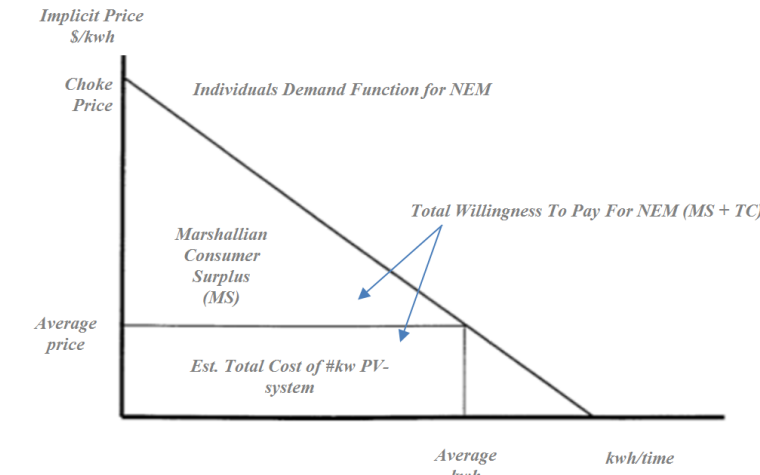 Implicit Price
$/kwh
Choke
Price
Individuals Demand Function for NEM
Total Willingness To Pay For NEM (MS + TC)
Marshallian
Consumer
Surplus
(MS)
Average
price
Est. Total Cost of #kw PV-
system
Average
kwh/time